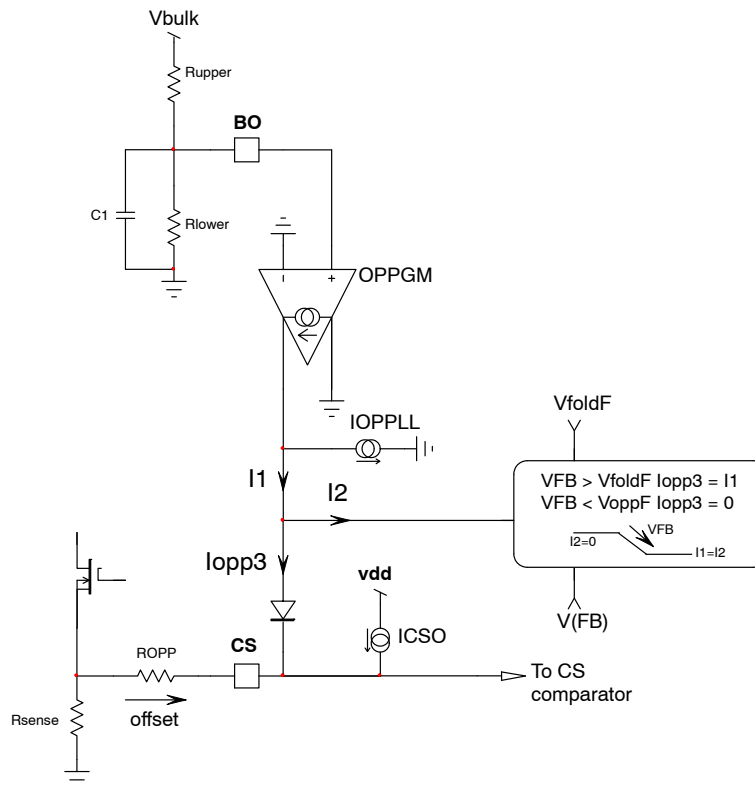 Vbulk
Rupper
BO
C1
Rlower
- +
OPPGM
IOPPLL
VfoldF
I1
I2
VFB > VfoldF Iopp3 = I1
VFB < VoppF Iopp3 = 0
VFB
I2=0
I1=I2
Iopp3
vdd
V(FB)
ICSO
ROPP
CS
To CS
comparator
offset
Rsense